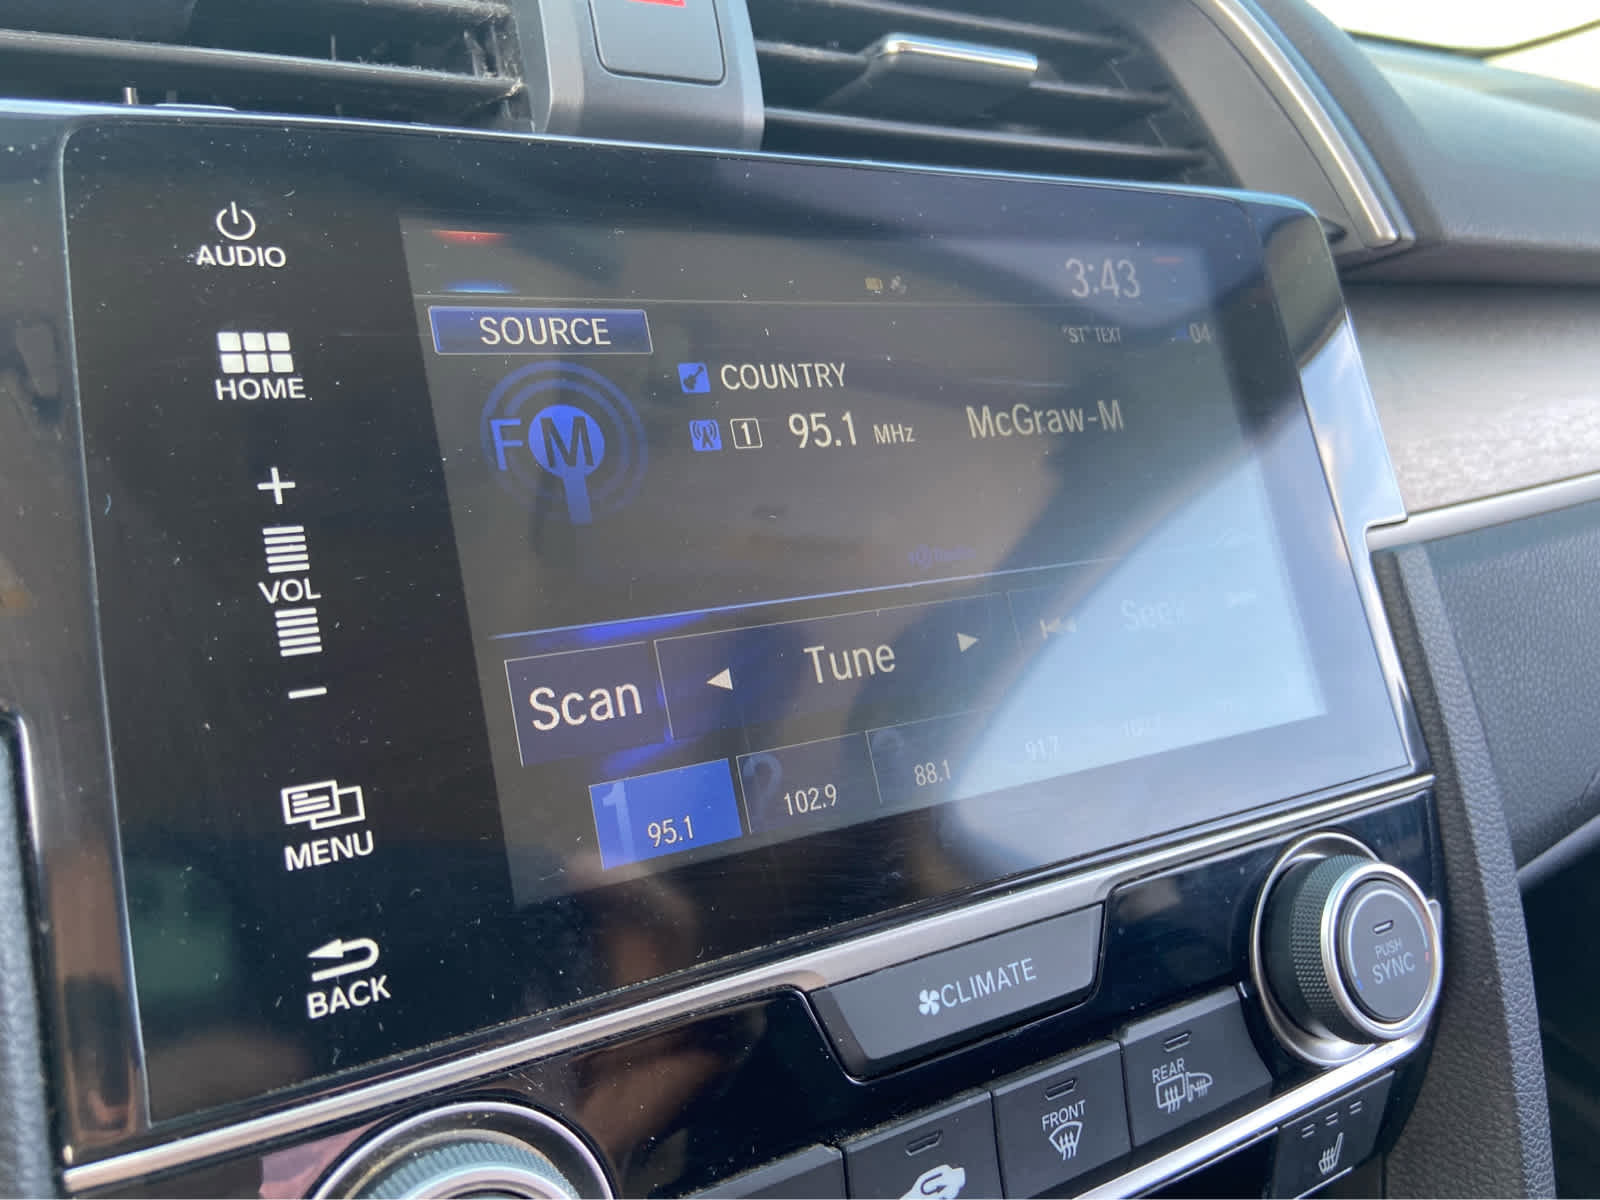 AUDIO
HOME
+
VOL
−
MENU
BACK
3:43
SOURCE
"ST" TEXT
04
FM
COUNTRY
1 95.1 MHz McGraw-M
Scan
Tune
Seek
1 95.1
2 102.9
88.1
91.7
CLIMATE
PUSH
SYNC
REAR
FRONT